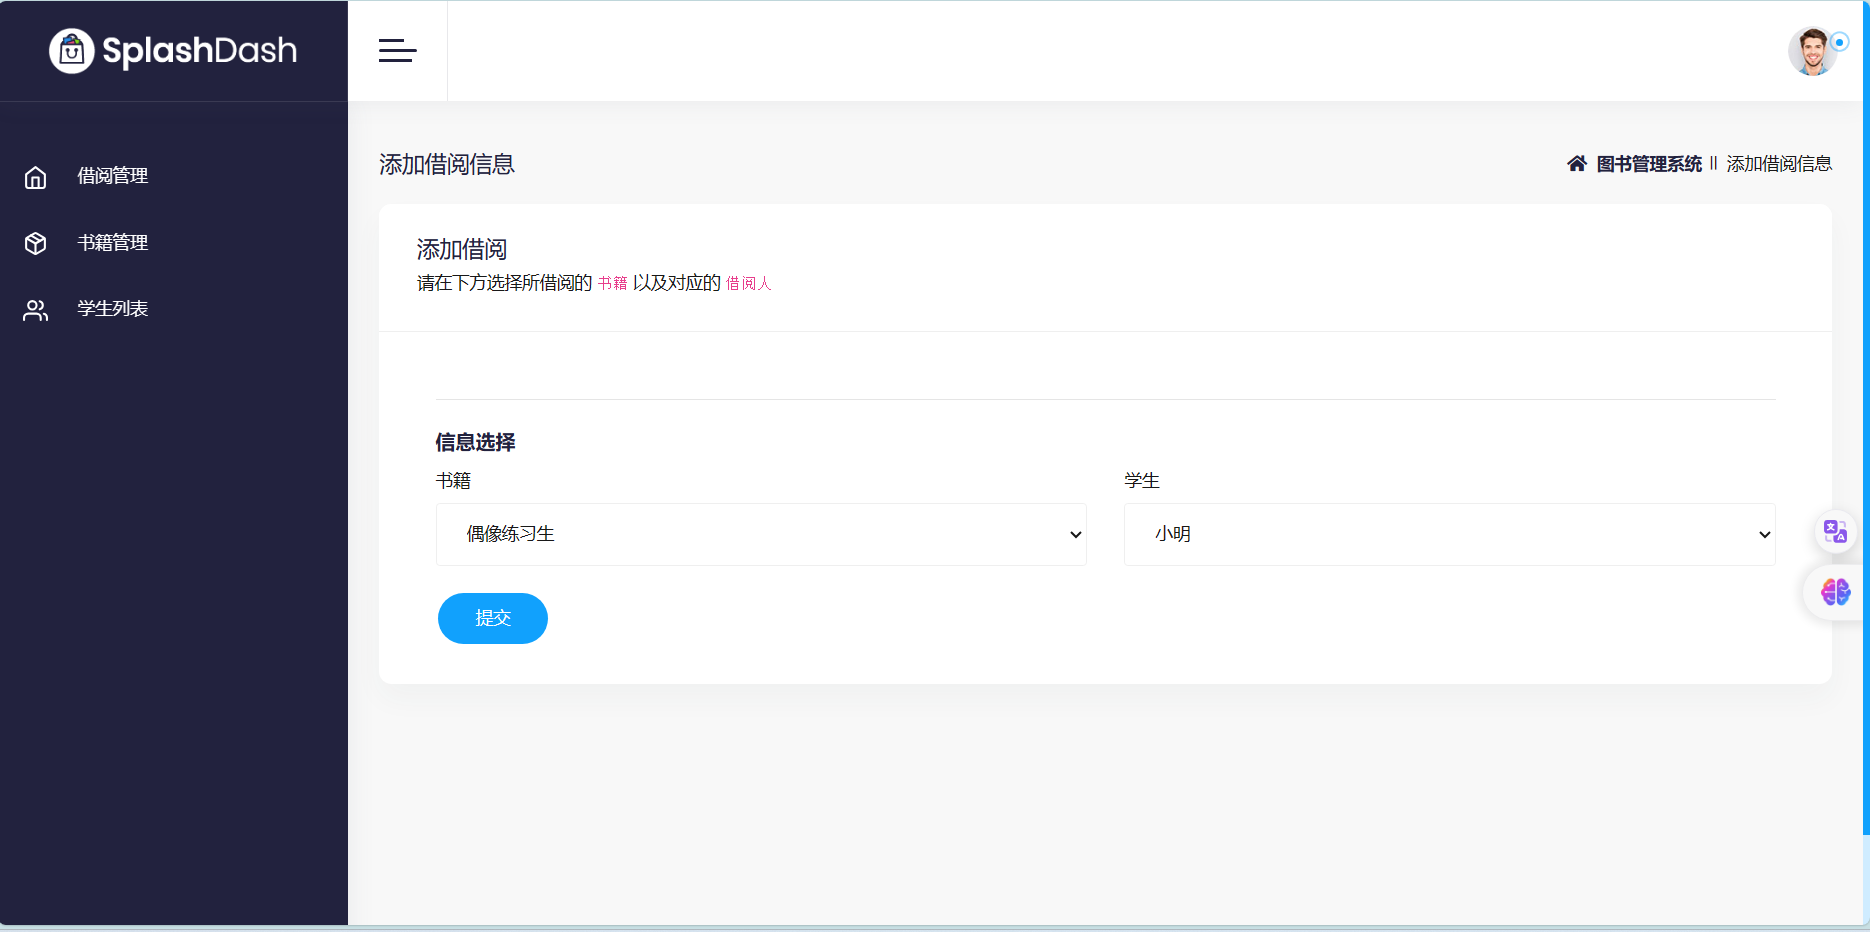 SplashDash
借阅管理
书籍管理
学生列表
添加借阅信息
图书管理系统 || 添加借阅信息
添加借阅
请在下方选择所借阅的 书籍 以及对应的 借阅人
信息选择
书籍
学生
偶像练习生
小明
提交